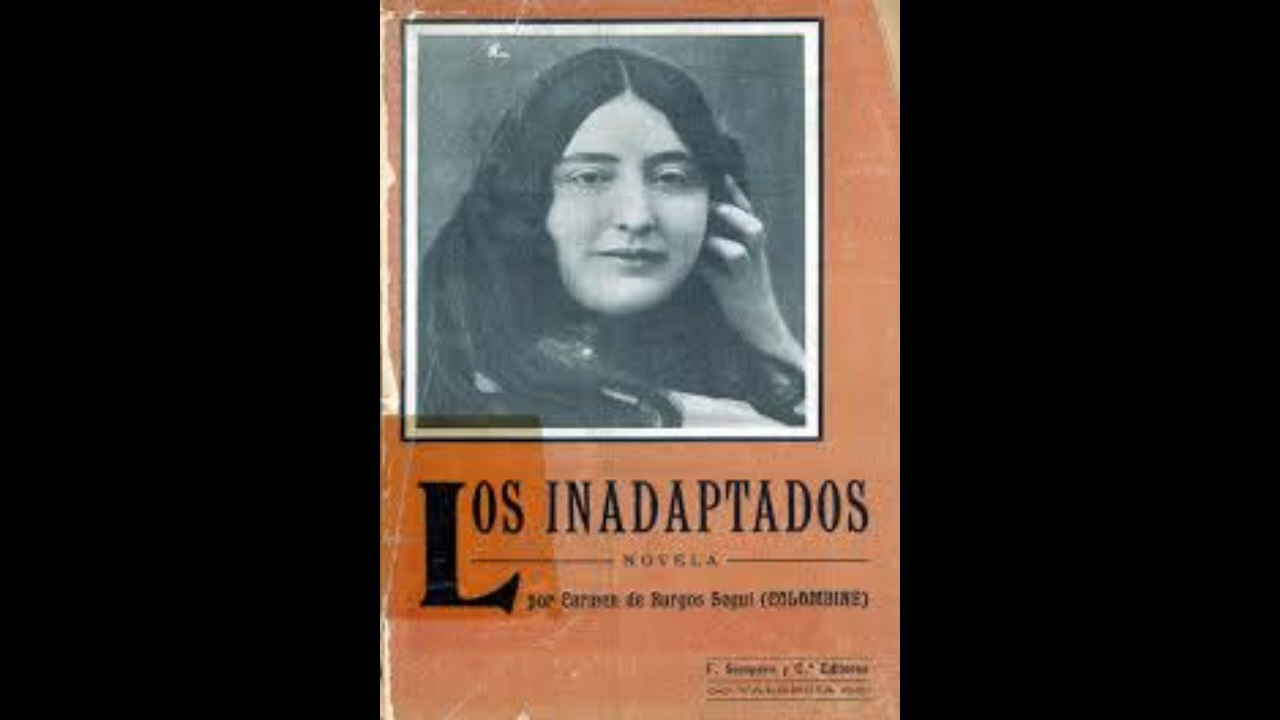 LOS INADAPTADOS
NOVELA
por Carmen de Burgos Seguí (COLOMBINE)
F. Sempere y C.ª Editores
VALENCIA